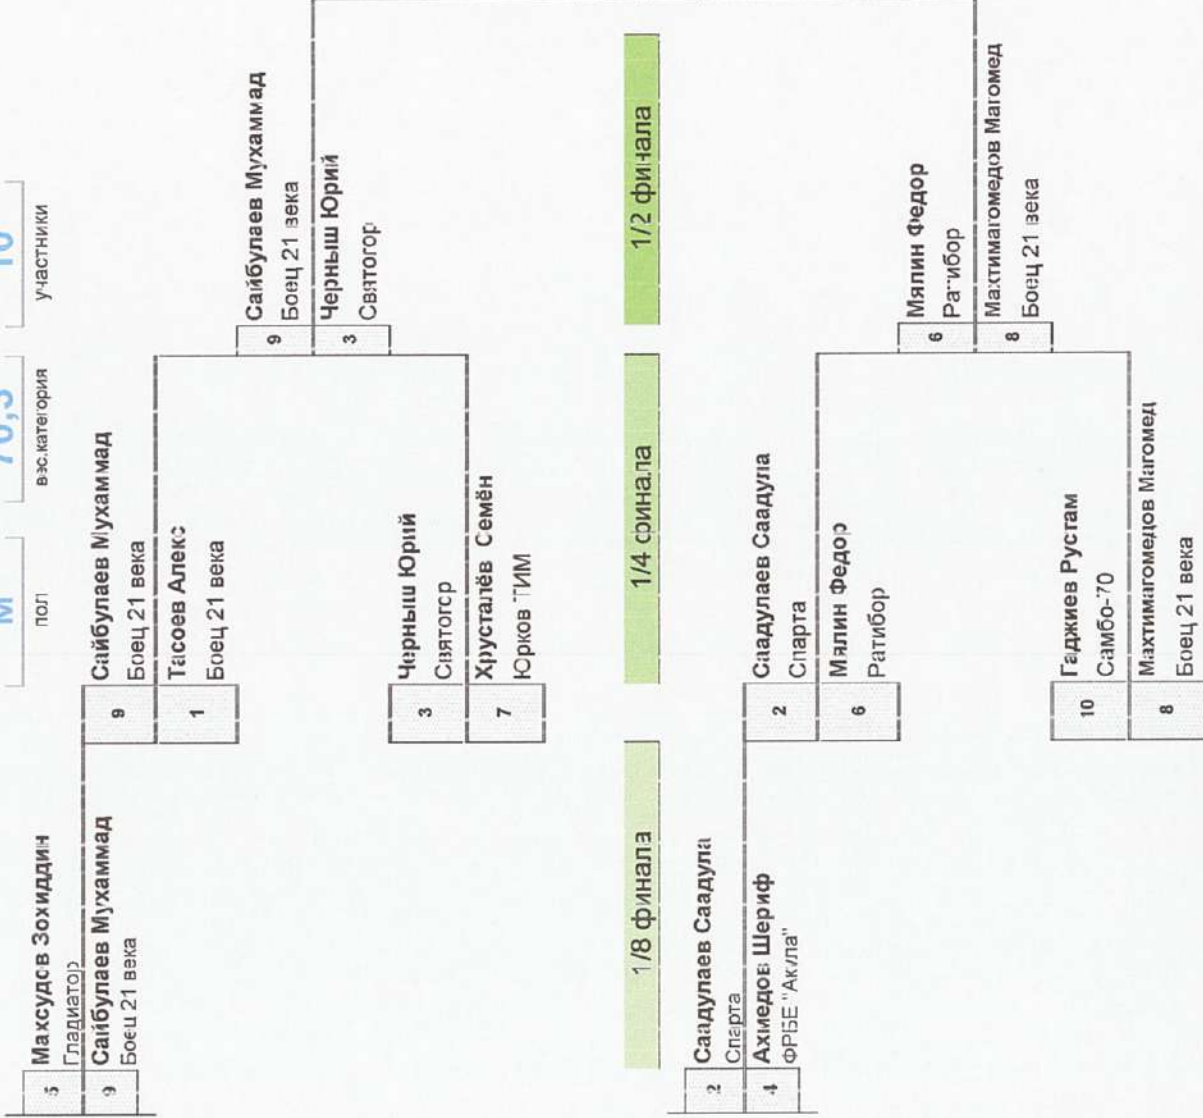 М
70,5
10
пол
вес.категория
участники
5
Махсудов Зохиддин
Гладиатор
9
Сайбулаев Мухаммад
Боец 21 века
9
Сайбулаев Мухаммад
Боец 21 века
1
Тасоев Алекс
Боец 21 века
3
Черныш Юрий
Святогор
7
Хрусталёв Семён
Юрков ТИМ
9
Сайбулаев Мухаммад
Боец 21 века
3
Черныш Юрий
Святогор
1/8 финала
1/4 финала
1/2 финала
2
Саадулаев Саадула
Спарта
4
Ахмедов Шериф
ФРБЕ "Акула"
2
Саадулаев Саадула
Спарта
6
Мялин Федор
Ратибор
10
Гаджиев Рустам
Самбо-70
8
Махтимагомедов Магомед
Боец 21 века
6
Мялин Федор
Ратибор
8
Махтимагомедов Магомед
Боец 21 века